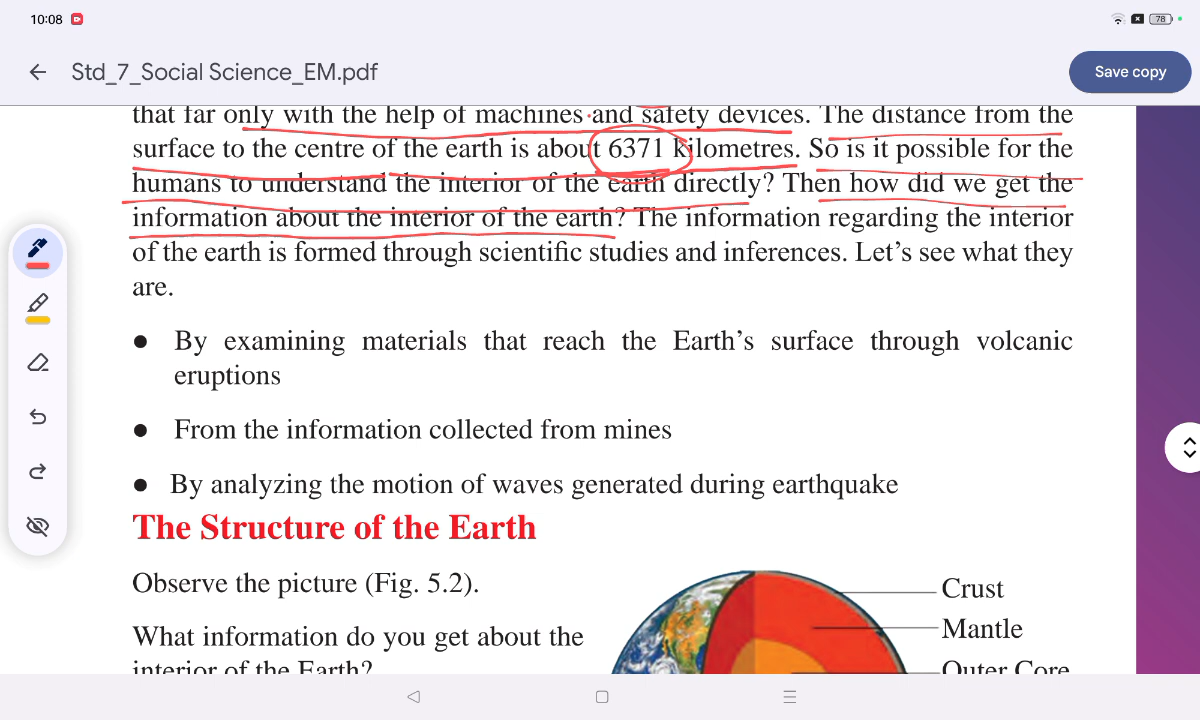 10:08
78
Std_7_Social Science_EM.pdf
Save copy
that far only with the help of machines and safety devices. The distance from the
surface to the centre of the earth is about 6371 kilometres. So is it possible for the
humans to understand the interior of the earth directly? Then how did we get the
information about the interior of the earth? The information regarding the interior
of the earth is formed through scientific studies and inferences. Let's see what they
are.
● By examining materials that reach the Earth's surface through volcanic
eruptions
● From the information collected from mines
● By analyzing the motion of waves generated during earthquake
The Structure of the Earth
Observe the picture (Fig. 5.2).
Crust
What information do you get about the
Mantle
interior of the Earth?
Outer Core